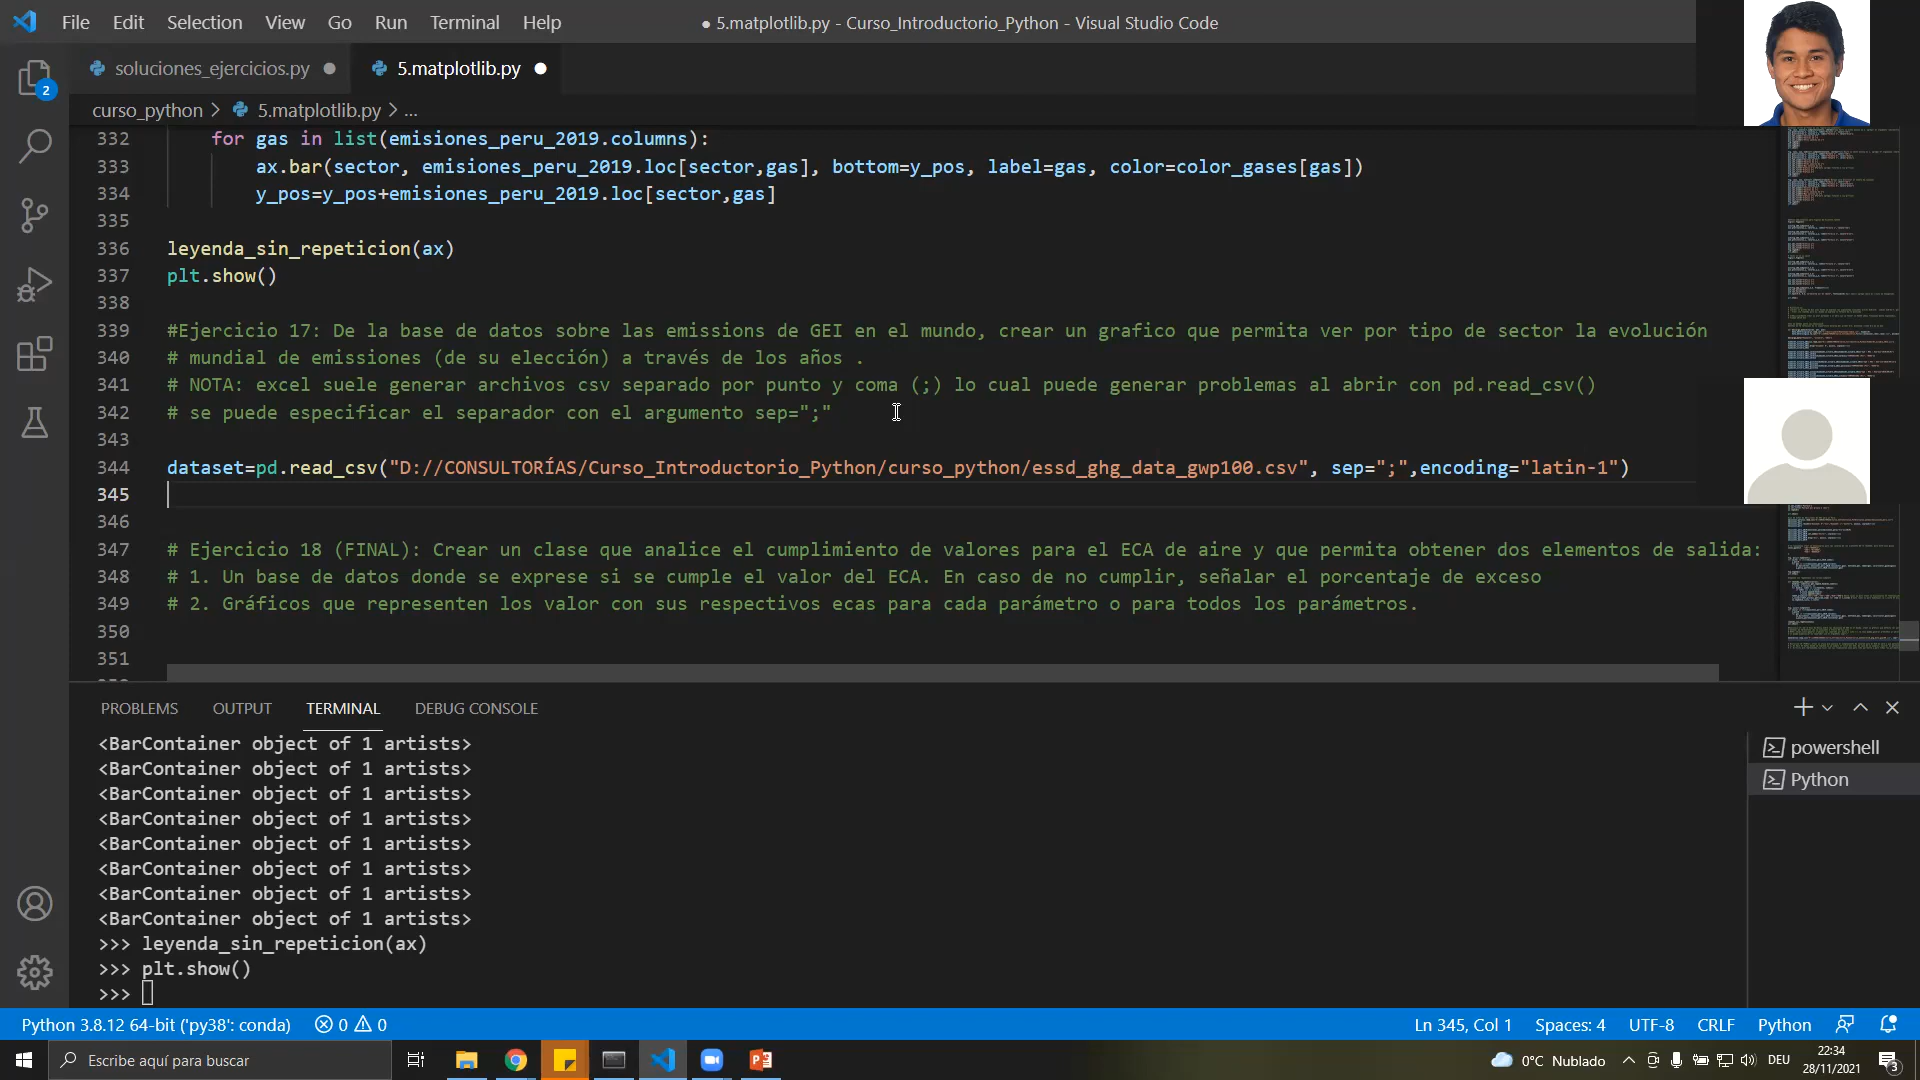 File Edit Selection View Go Run Terminal Help
● 5.matplotlib.py - Curso_Introductorio_Python - Visual Studio Code
soluciones_ejercicios.py ● 5.matplotlib.py ●
curso_python > 5.matplotlib.py > ...
332 for gas in list(emisiones_peru_2019.columns):
333 ax.bar(sector, emisiones_peru_2019.loc[sector,gas], bottom=y_pos, label=gas, color=color_gases[gas])
334 y_pos=y_pos+emisiones_peru_2019.loc[sector,gas]
335
336 leyenda_sin_repeticion(ax)
337 plt.show()
338
339 #Ejercicio 17: De la base de datos sobre las emissions de GEI en el mundo, crear un grafico que permita ver por tipo de sector la evolución
340 # mundial de emissiones (de su elección) a través de los años .
341 # NOTA: excel suele generar archivos csv separado por punto y coma (;) lo cual puede generar problemas al abrir con pd.read_csv()
342 # se puede especificar el separador con el argumento sep=";"
343
344 dataset=pd.read_csv("D://CONSULTORÍAS/Curso_Introductorio_Python/curso_python/essd_ghg_data_gwp100.csv", sep=";",encoding="latin-1")
345
346
347 # Ejercicio 18 (FINAL): Crear un clase que analice el cumplimiento de valores para el ECA de aire y que permita obtener dos elementos de salida:
348 # 1. Un base de datos donde se exprese si se cumple el valor del ECA. En caso de no cumplir, señalar el porcentaje de exceso
349 # 2. Gráficos que representen los valor con sus respectivos ecas para cada parámetro o para todos los parámetros.
350
351
PROBLEMS OUTPUT TERMINAL DEBUG CONSOLE
<BarContainer object of 1 artists>
<BarContainer object of 1 artists>
<BarContainer object of 1 artists>
<BarContainer object of 1 artists>
<BarContainer object of 1 artists>
<BarContainer object of 1 artists>
<BarContainer object of 1 artists>
<BarContainer object of 1 artists>
>>> leyenda_sin_repeticion(ax)
>>> plt.show()
>>>
powershell
Python
2
Python 3.8.12 64-bit ('py38': conda) 0 0
Ln 345, Col 1 Spaces: 4 UTF-8 CRLF Python
Escribe aquí para buscar
0°C Nublado DEU
22:34
28/11/2021
3